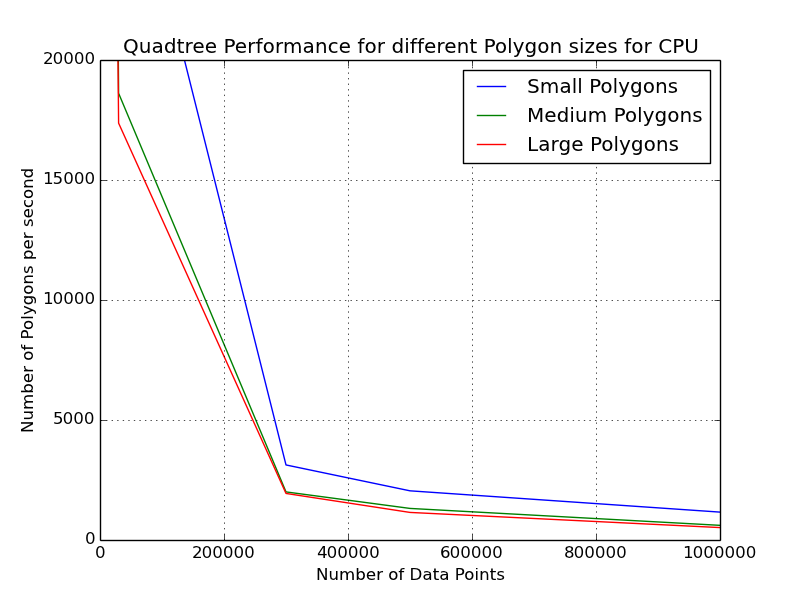 Quadtree Performance for different Polygon sizes for CPU
20000
15000
10000
5000
0
Number of Polygons per second
Small Polygons
Medium Polygons
Large Polygons
0 200000 400000 600000 800000 1000000
Number of Data Points